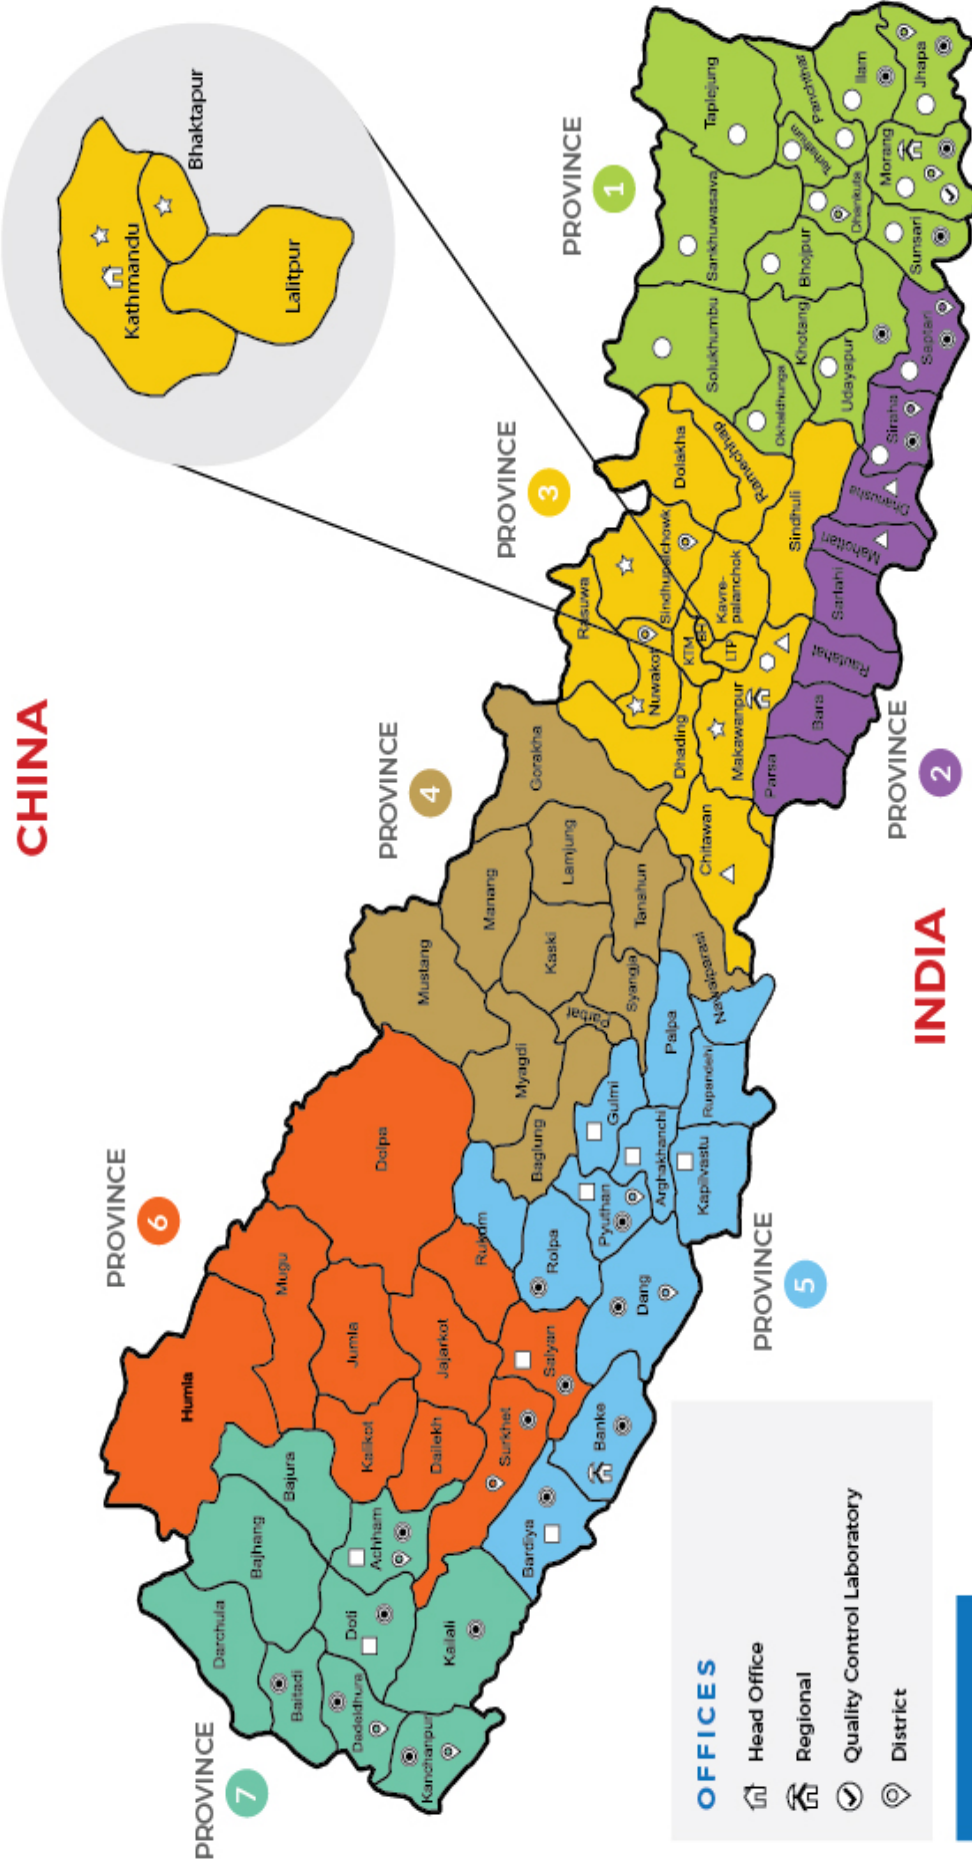 CHINA
PROVINCE
7
PROVINCE
6
PROVINCE
4
PROVINCE
3
PROVINCE
1
Kathmandu
Bhaktapur
Lalitpur
Darchula
Bajhang
Bajura
Baitadi
Dadeldhura
Doti
Achham
Kanchanpur
Kailali
Humla
Mugu
Jumla
Kalikot
Dailekh
Jajarkot
Dolpa
Surkhet
Salyan
Rukum
Rolpa
Bardiya
Banke
Dang
Pyuthan
Gulmi
Arghakhanchi
Kapilvastu
Palpa
Rupandehi
Nawalparasi
Mustang
Manang
Myagdi
Kaski
Lamjung
Gorakha
Baglung
Parbat
Syangja
Tanahun
Chitawan
Rasuwa
Nuwakot
Dhading
Sindhupalchowk
Dolakha
KTM
BH
LTP
Kavre-
palanchok
Ramechhap
Makawanpur
Sindhuli
Parsa
Bara
Rautahat
Sarlahi
Mahottari
Dhanusha
Siraha
Saptari
Solukhumbu
Sankhuwasava
Taplejung
Okhaldhunga
Khotang
Bhojpur
Terhathum
Panchthar
Dhankuta
Ilam
Udayapur
Sunsari
Morang
Jhapa
PROVINCE
5
INDIA
PROVINCE
2
OFFICES
Head Office
Regional
Quality Control Laboratory
District